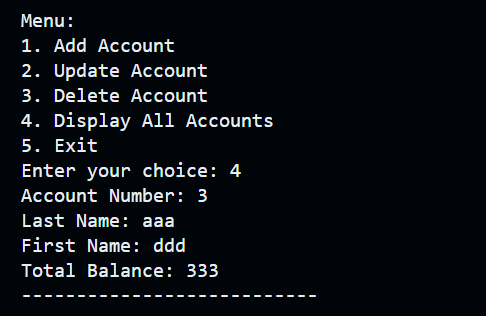 Menu:
1. Add Account
2. Update Account
3. Delete Account
4. Display All Accounts
5. Exit
Enter your choice: 4
Account Number: 3
Last Name: aaa
First Name: ddd
Total Balance: 333
---------------------------